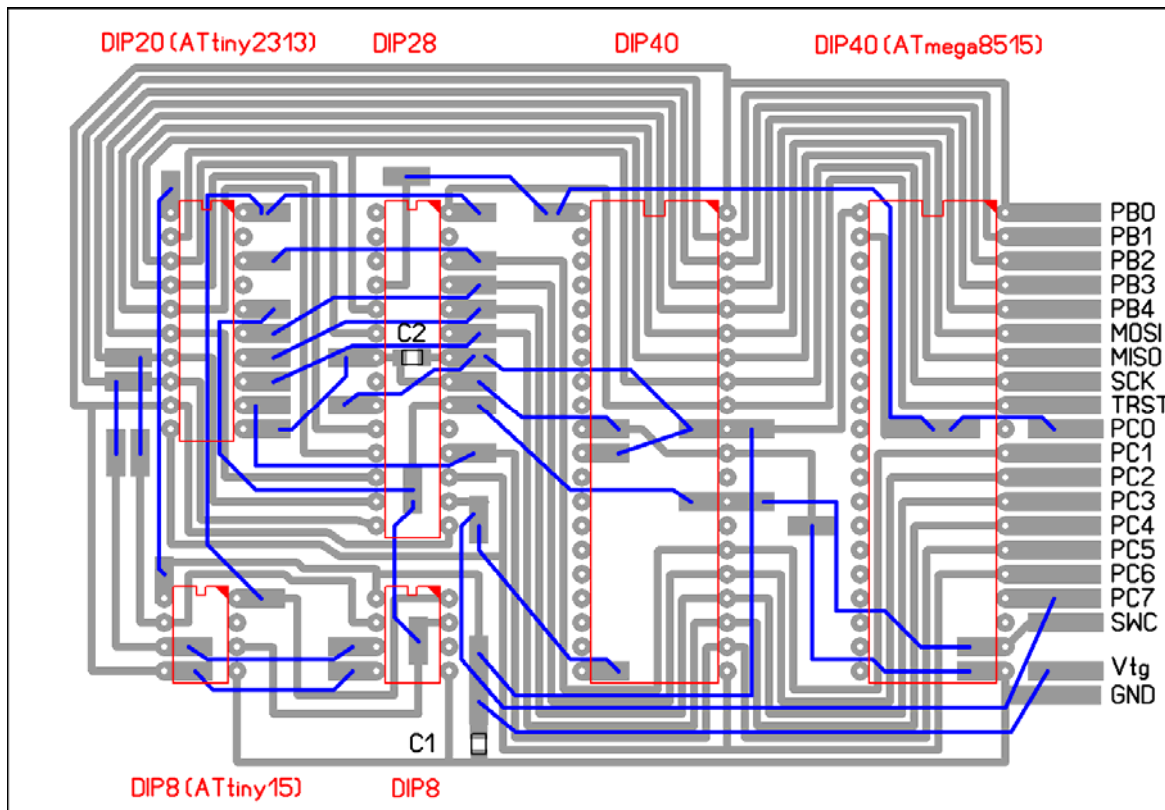 DIP20(ATtiny2313)
DIP28
DIP40
DIP40(ATmega8515)
PB0
PB1
PB2
PB3
PB4
MOSI
MISO
SCK
TRST
PC0
PC1
PC2
PC3
PC4
PC5
PC6
PC7
SWC
Vtg
GND
C2
C1
DIP8(ATtiny15)
DIP8